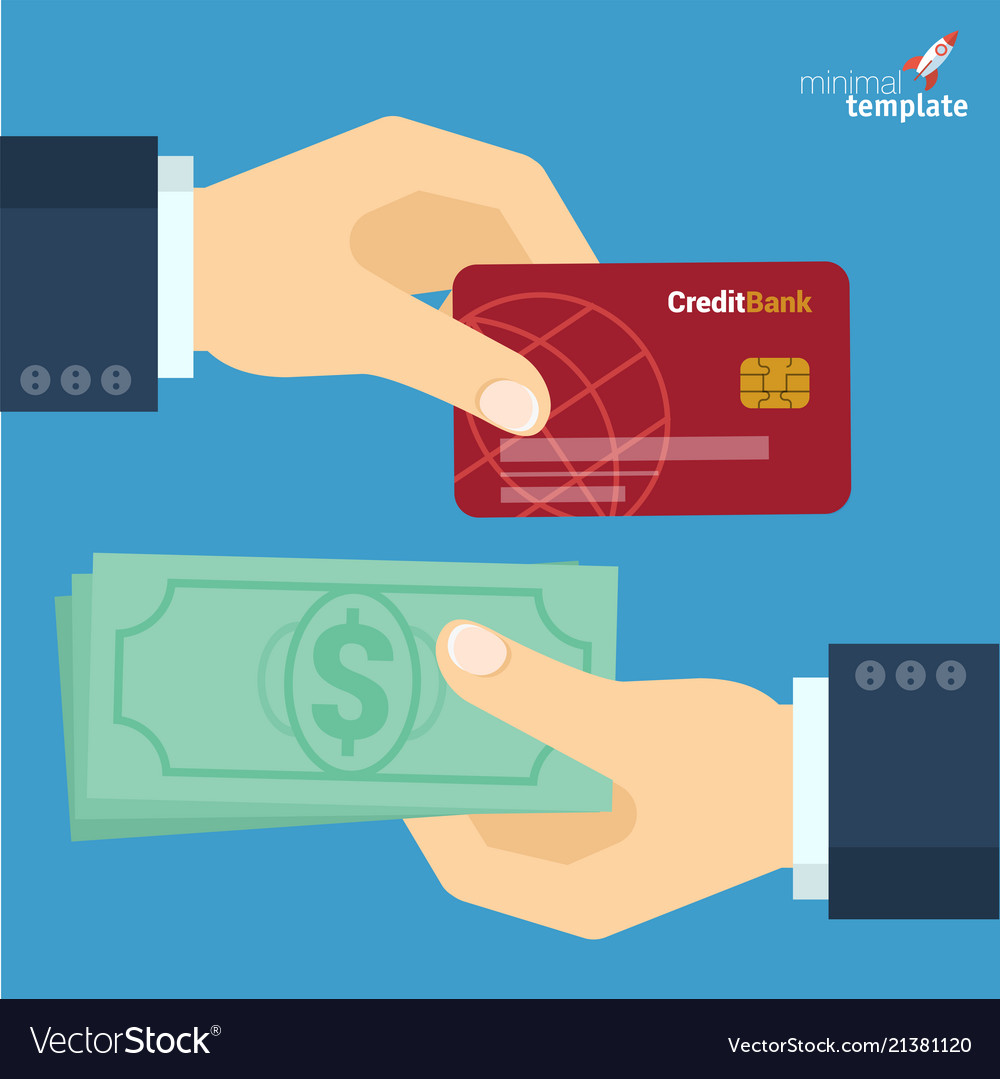 minimal
template
CreditBank
$
VectorStock®
VectorStock.com/21381120